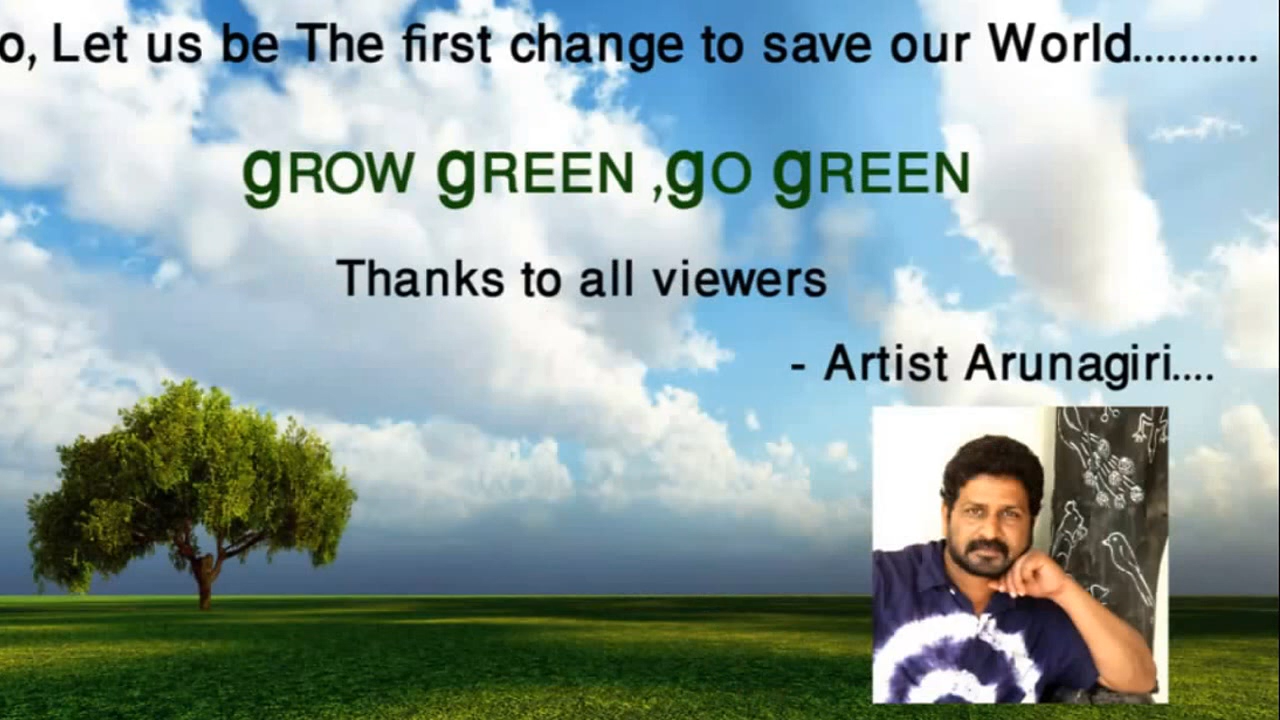 o, Let us be The first change to save our World...........
gROW gREEN ,gO gREEN
Thanks to all viewers
- Artist Arunagiri....